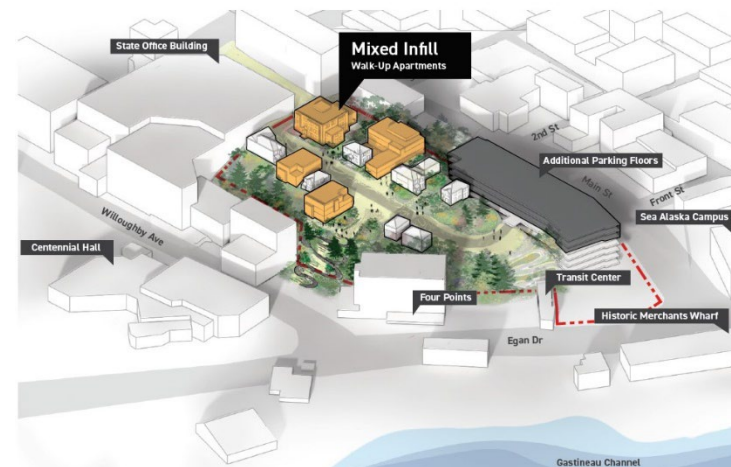 State Office Building
Mixed Infill
Walk-Up Apartments
2nd St
Additional Parking Floors
Main St
Front St
Sea Alaska Campus
Willoughby Ave
Centennial Hall
Transit Center
Four Points
Historic Merchants Wharf
Egan Dr
Gastineau Channel